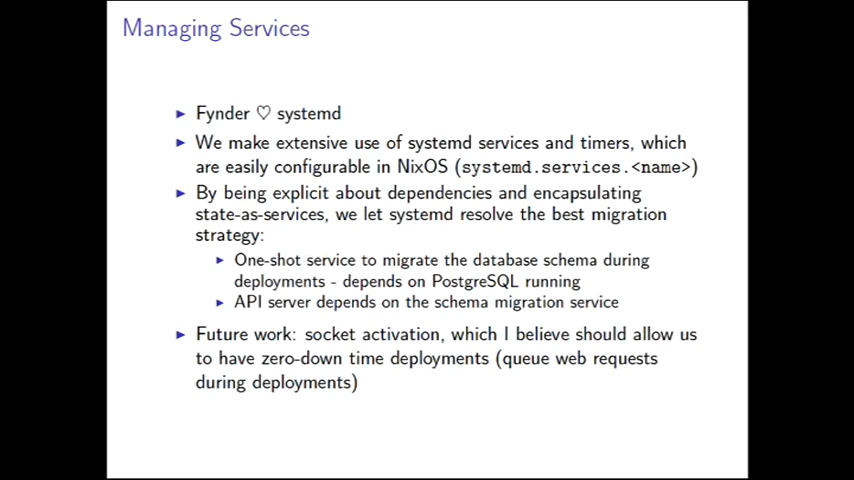 Managing Services
▶ Fynder ♡ systemd
▶ We make extensive use of systemd services and timers, which
are easily configurable in NixOS (systemd.services.<name>)
▶ By being explicit about dependencies and encapsulating
state-as-services, we let systemd resolve the best migration
strategy:
▶ One-shot service to migrate the database schema during
deployments - depends on PostgreSQL running
▶ API server depends on the schema migration service
▶ Future work: socket activation, which I believe should allow us
to have zero-down time deployments (queue web requests
during deployments)